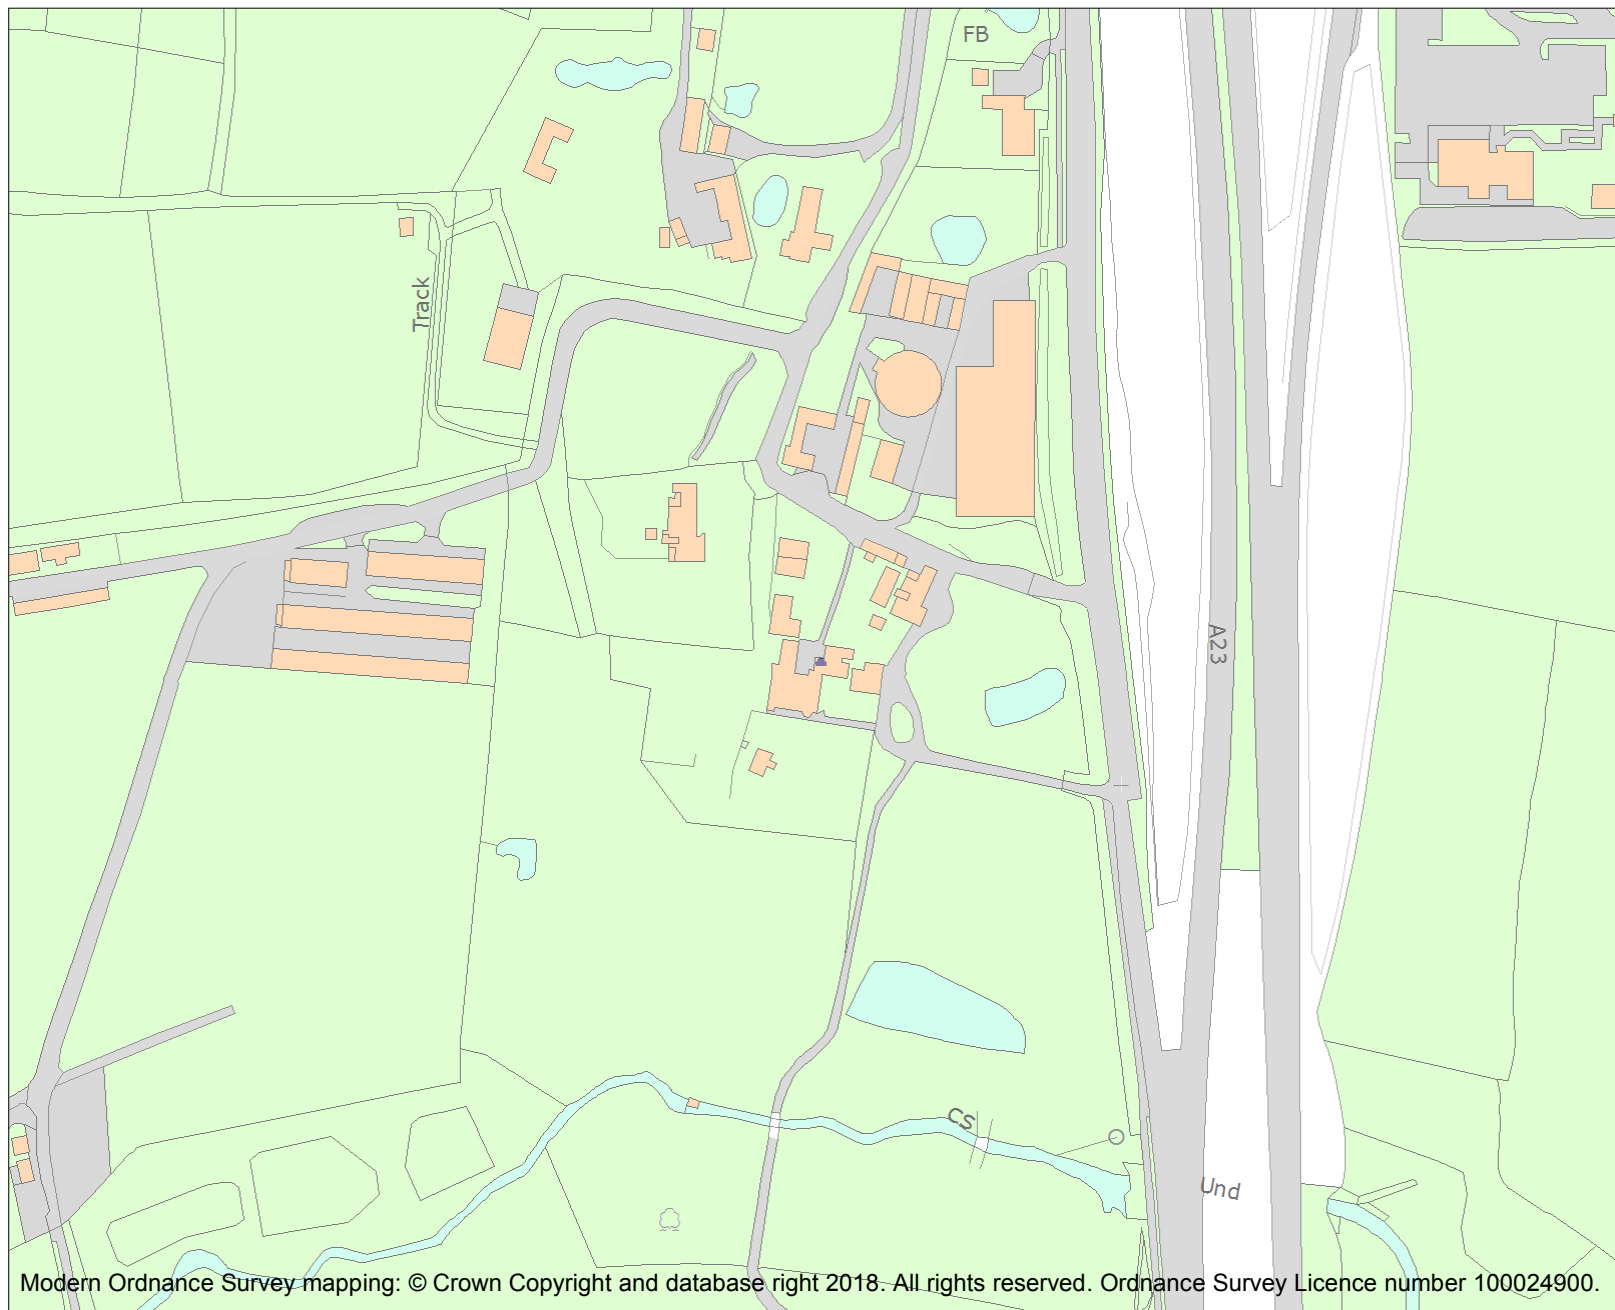 FB
Track
A23
CS
Und
Modern Ordnance Survey mapping: © Crown Copyright and database right 2018. All rights reserved. Ordnance Survey Licence number 100024900.